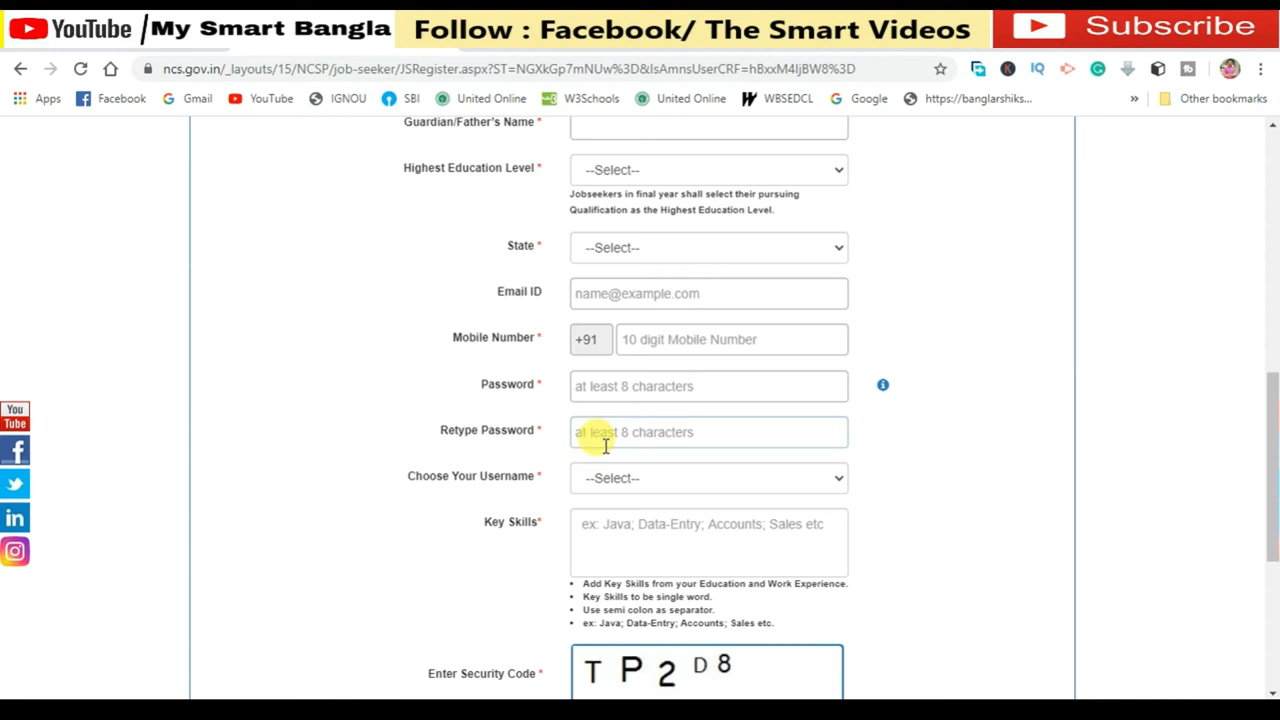 YouTube /My Smart Bangla Follow : Facebook/ The Smart Videos Subscribe
ncs.gov.in/_layouts/15/NCSP/job-seeker/JSRegister.aspx?ST=NGXkGp7mNUw%3D&IsAmnsUserCRF=hBxxM4IjBW8%3D
Apps Facebook Gmail YouTube IGNOU SBI United Online W3Schools United Online WBSEDCL Google https://banglarshiks... » Other bookmarks
Guardian/Father's Name *
Highest Education Level * --Select--
Jobseekers in final year shall select their pursuing
Qualification as the Highest Education Level.
State * --Select--
Email ID name@example.com
Mobile Number * +91 10 digit Mobile Number
Password * at least 8 characters
Retype Password * at least 8 characters
Choose Your Username * --Select--
Key Skills* ex: Java; Data-Entry; Accounts; Sales etc
• Add Key Skills from your Education and Work Experience.
• Key Skills to be single word.
• Use semi colon as separator.
• ex: Java; Data-Entry; Accounts; Sales etc.
Enter Security Code * T P 2 D 8
You
Tube